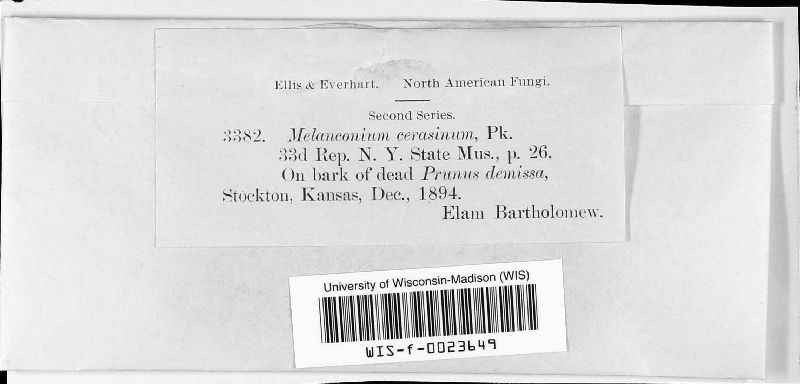 Ellis & Everhart. North American Fungi.
Second Series.
3382. Melanconium cerasinum, Pk.
33d Rep. N. Y. State Mus., p. 26.
On bark of dead Prunus demissa,
Stockton, Kansas, Dec., 1894.
Elam Bartholomew.
University of Wisconsin-Madison (WIS)
WIS-f-0023649